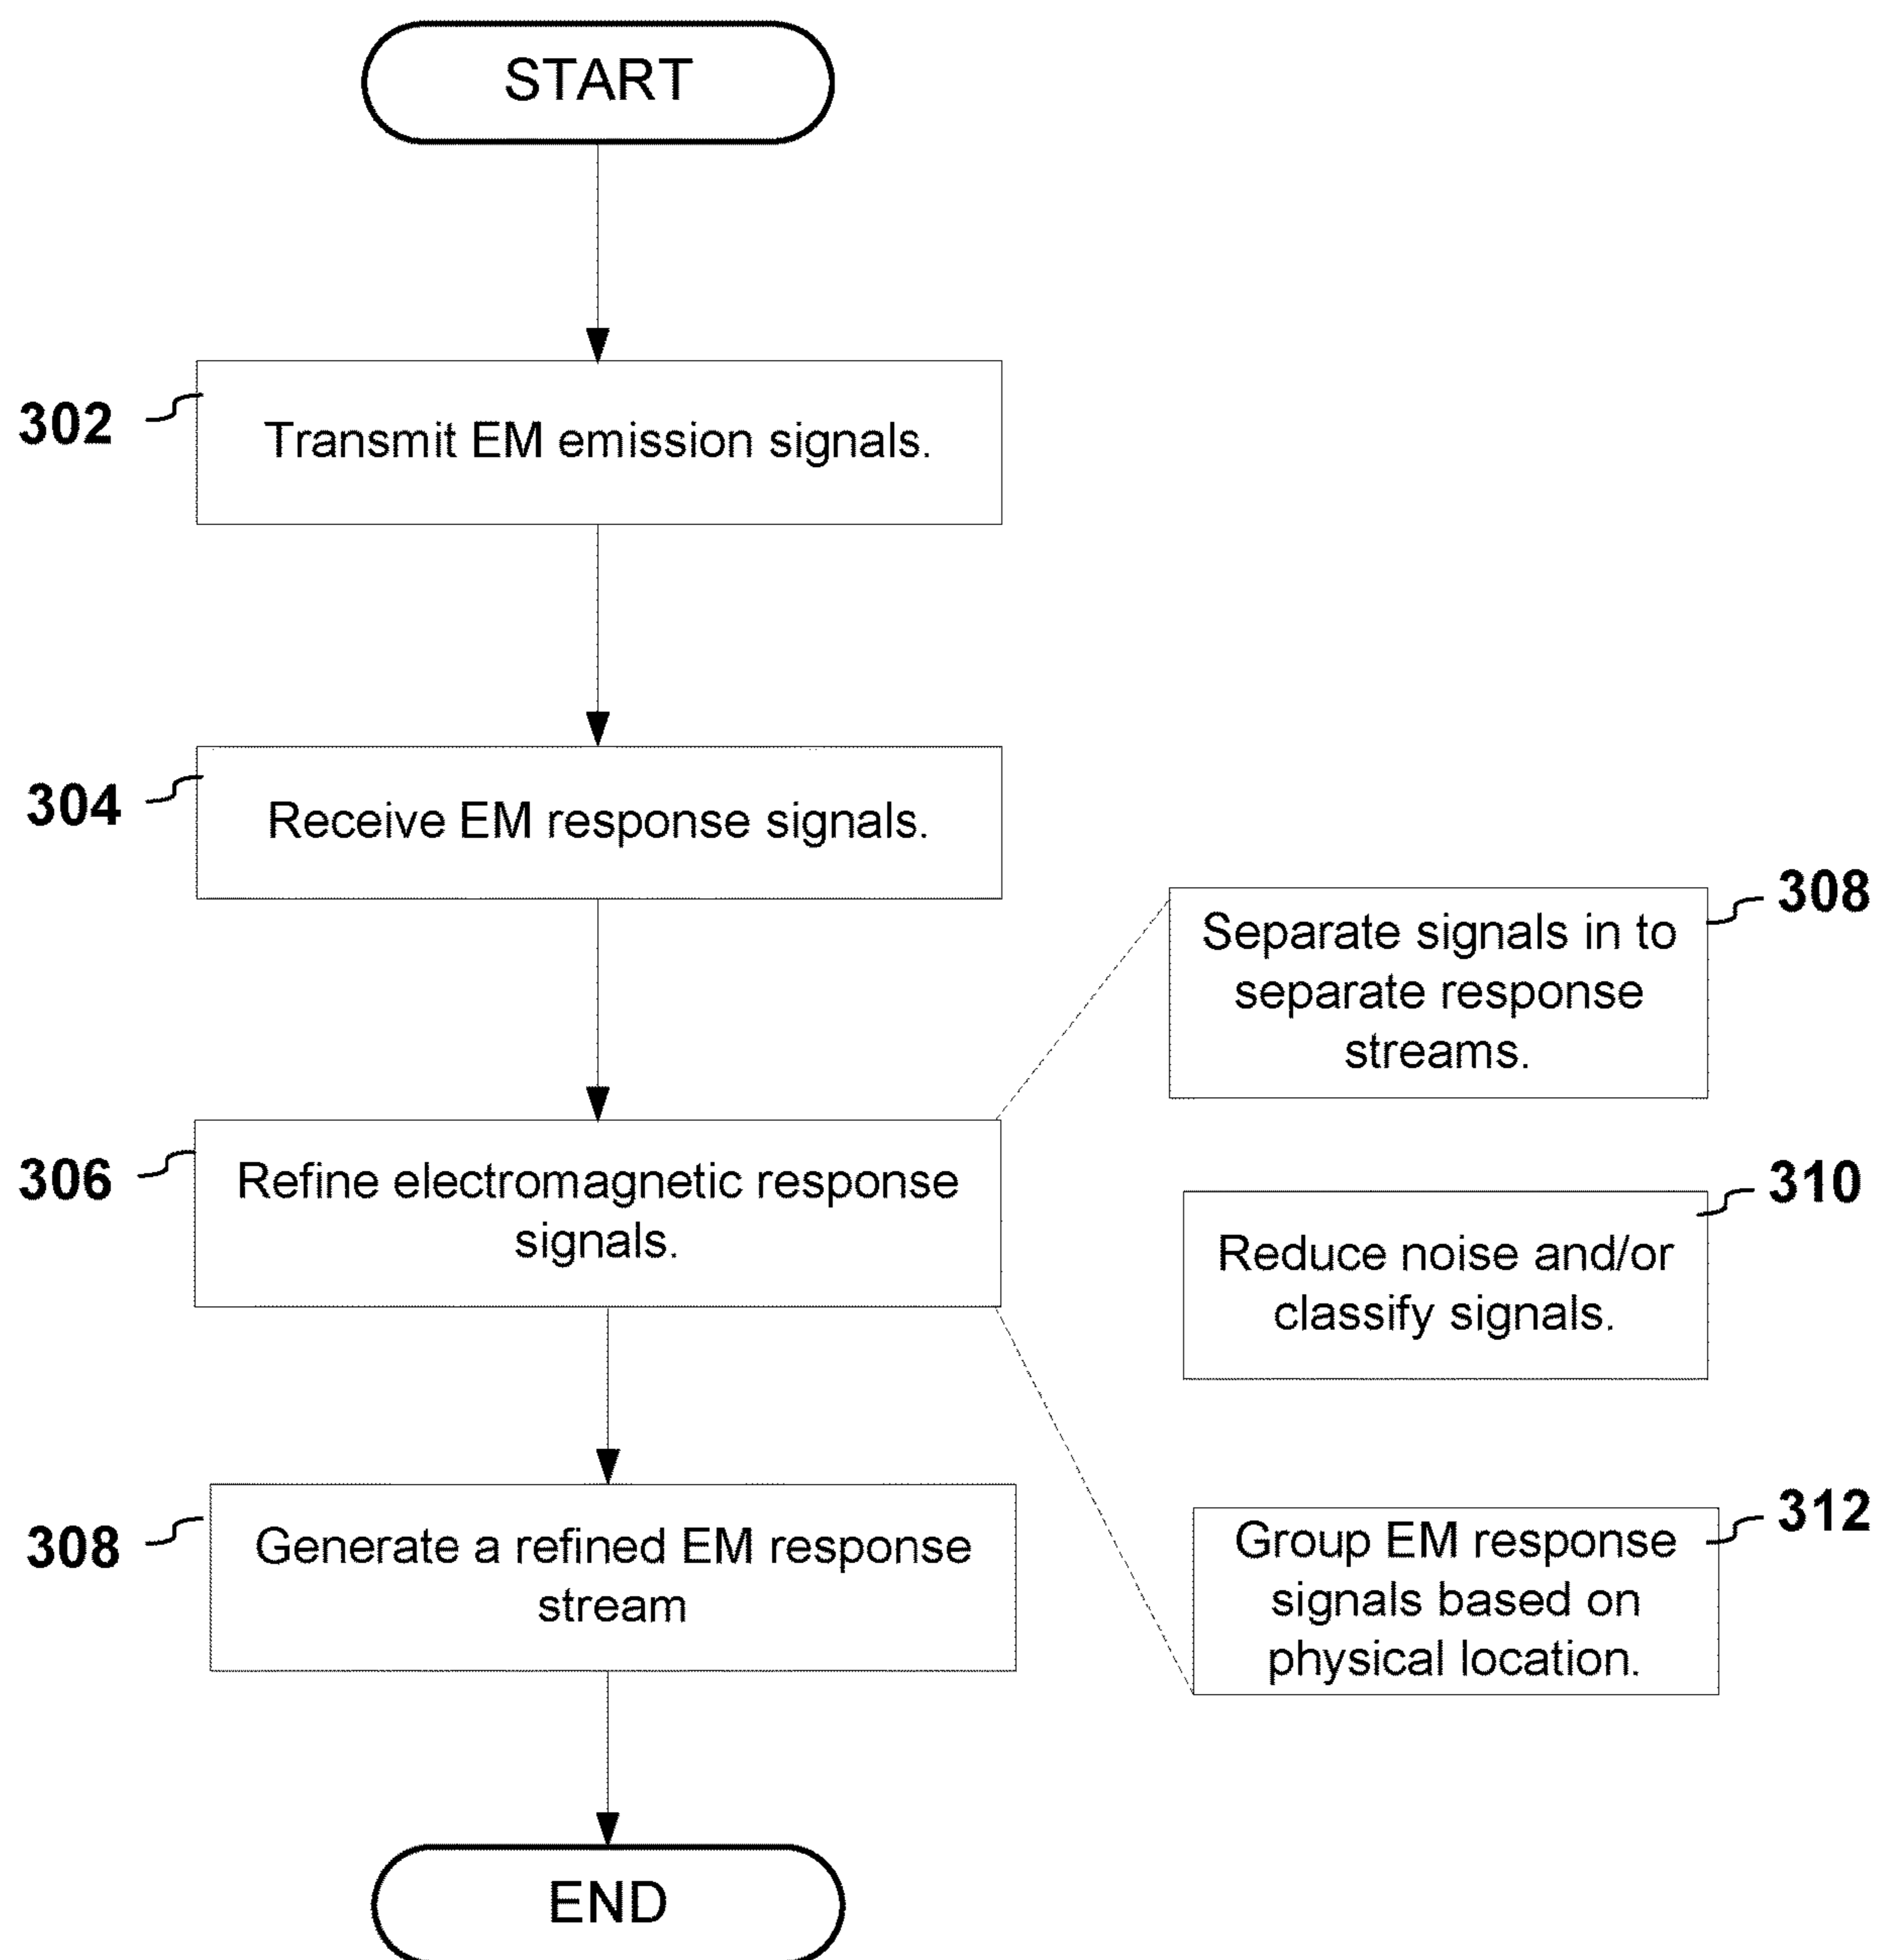 START
302
Transmit EM emission signals.
304
Receive EM response signals.
306
Refine electromagnetic response
signals.
308
Separate signals in to
separate response
streams.
310
Reduce noise and/or
classify signals.
312
Group EM response
signals based on
physical location.
308
Generate a refined EM response
stream
END